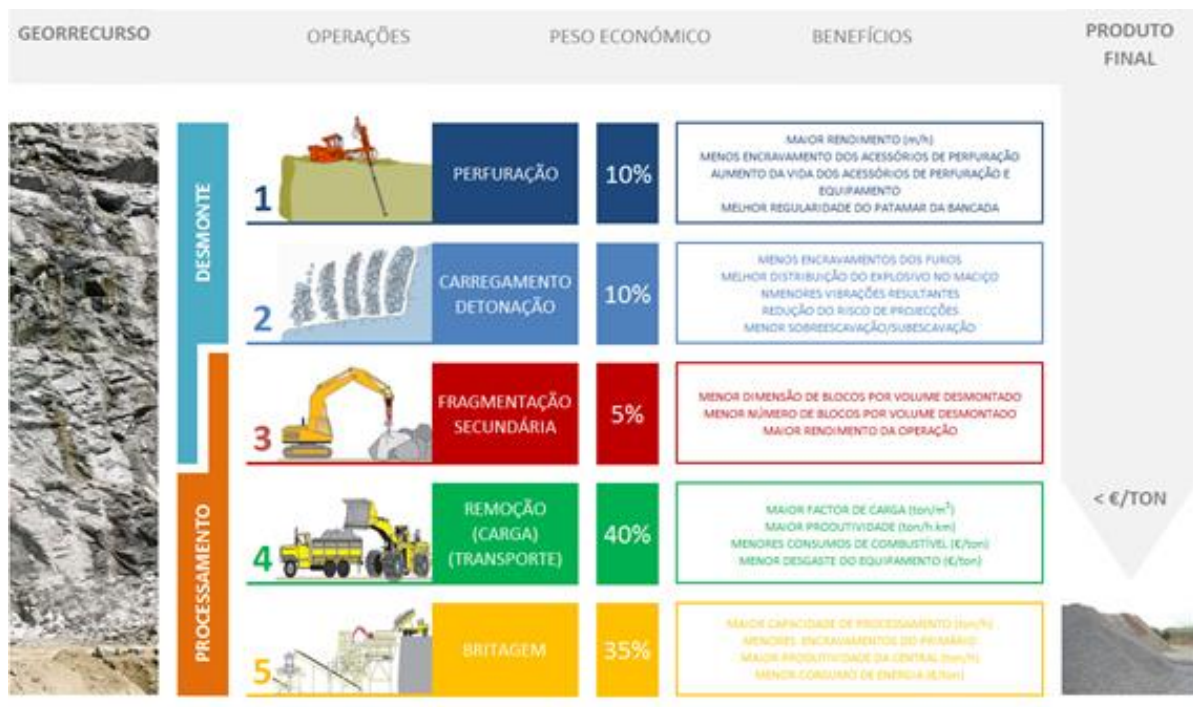 GEORRECURSO
OPERAÇÕES
PESO ECONÓMICO
BENEFÍCIOS
PRODUTO
FINAL
DESMONTE
PROCESSAMENTO
1
PERFURAÇÃO
10%
MAIOR RENDIMENTO (m/h)
MENOS ENCRAVAMENTO DOS ACESSÓRIOS DE PERFURAÇÃO
AUMENTO DA VIDA DOS ACESSÓRIOS DE PERFURAÇÃO E
EQUIPAMENTO
MELHOR REGULARIDADE DO PATAMAR DA BANCADA
2
CARREGAMENTO
DETONAÇÃO
10%
MENOS ENCRAVAMENTOS DOS FUROS
MELHOR DISTRIBUIÇÃO DO EXPLOSIVO NO MACIÇO
NMENORES VIBRAÇÕES RESULTANTES
REDUÇÃO DO RISCO DE PROJECÇÕES
MENOR SOBREESCAVAÇÃO/SUBESCAVAÇÃO
3
FRAGMENTAÇÃO
SECUNDÁRIA
5%
MENOR DIMENSÃO DE BLOCOS POR VOLUME DESMONTADO
MENOR NÚMERO DE BLOCOS POR VOLUME DESMONTADO
MAIOR RENDIMENTO DA OPERAÇÃO
4
REMOÇÃO
(CARGA)
(TRANSPORTE)
40%
MAIOR FACTOR DE CARGA (ton/m³)
MAIOR PRODUTIVIDADE (ton/h.km)
MENORES CONSUMOS DE COMBUSTÍVEL (€/ton)
MENOR DESGASTE DO EQUIPAMENTO (€/ton)
< €/TON
5
BRITAGEM
35%
MAIOR CAPACIDADE DE PROCESSAMENTO (ton/h)
MENORES ENCRAVAMENTOS DO PRIMÁRIO
MAIOR PRODUTIVIDADE DA CENTRAL (ton/h)
MENOR CONSUMO DE ENERGIA (€/ton)